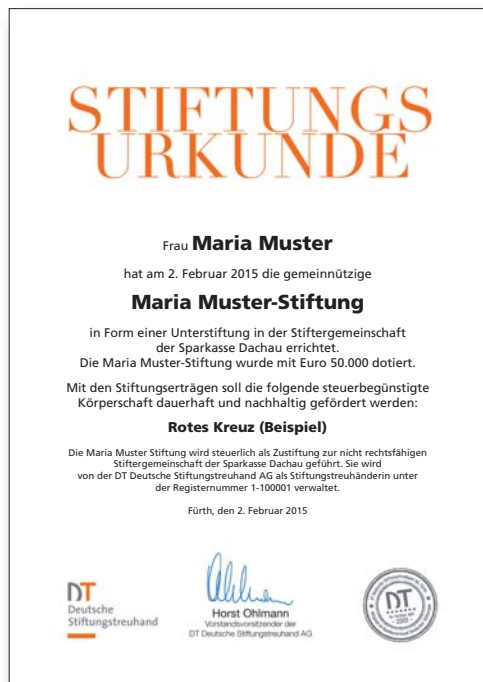 STIFTUNGS
URKUNDE
Frau Maria Muster
hat am 2. Februar 2015 die gemeinnützige
Maria Muster-Stiftung
in Form einer Unterstiftung in der Stiftergemeinschaft
der Sparkasse Dachau errichtet.
Die Maria Muster-Stiftung wurde mit Euro 50.000 dotiert.
Mit den Stiftungserträgen soll die folgende steuerbegünstigte
Körperschaft dauerhaft und nachhaltig gefördert werden:
Rotes Kreuz (Beispiel)
Die Maria Muster Stiftung wird steuerlich als Zustiftung zur nicht rechtsfähigen
Stiftergemeinschaft der Sparkasse Dachau geführt. Sie wird
von der DT Deutsche Stiftungstreuhand AG als Stiftungstreuhänderin unter
der Registernummer 1-100001 verwaltet.
Fürth, den 2. Februar 2015
DT
Deutsche
Stiftungstreuhand
Horst Ohlmann
Vorstandsvorsitzender der
DT Deutsche Stiftungstreuhand AG
DT